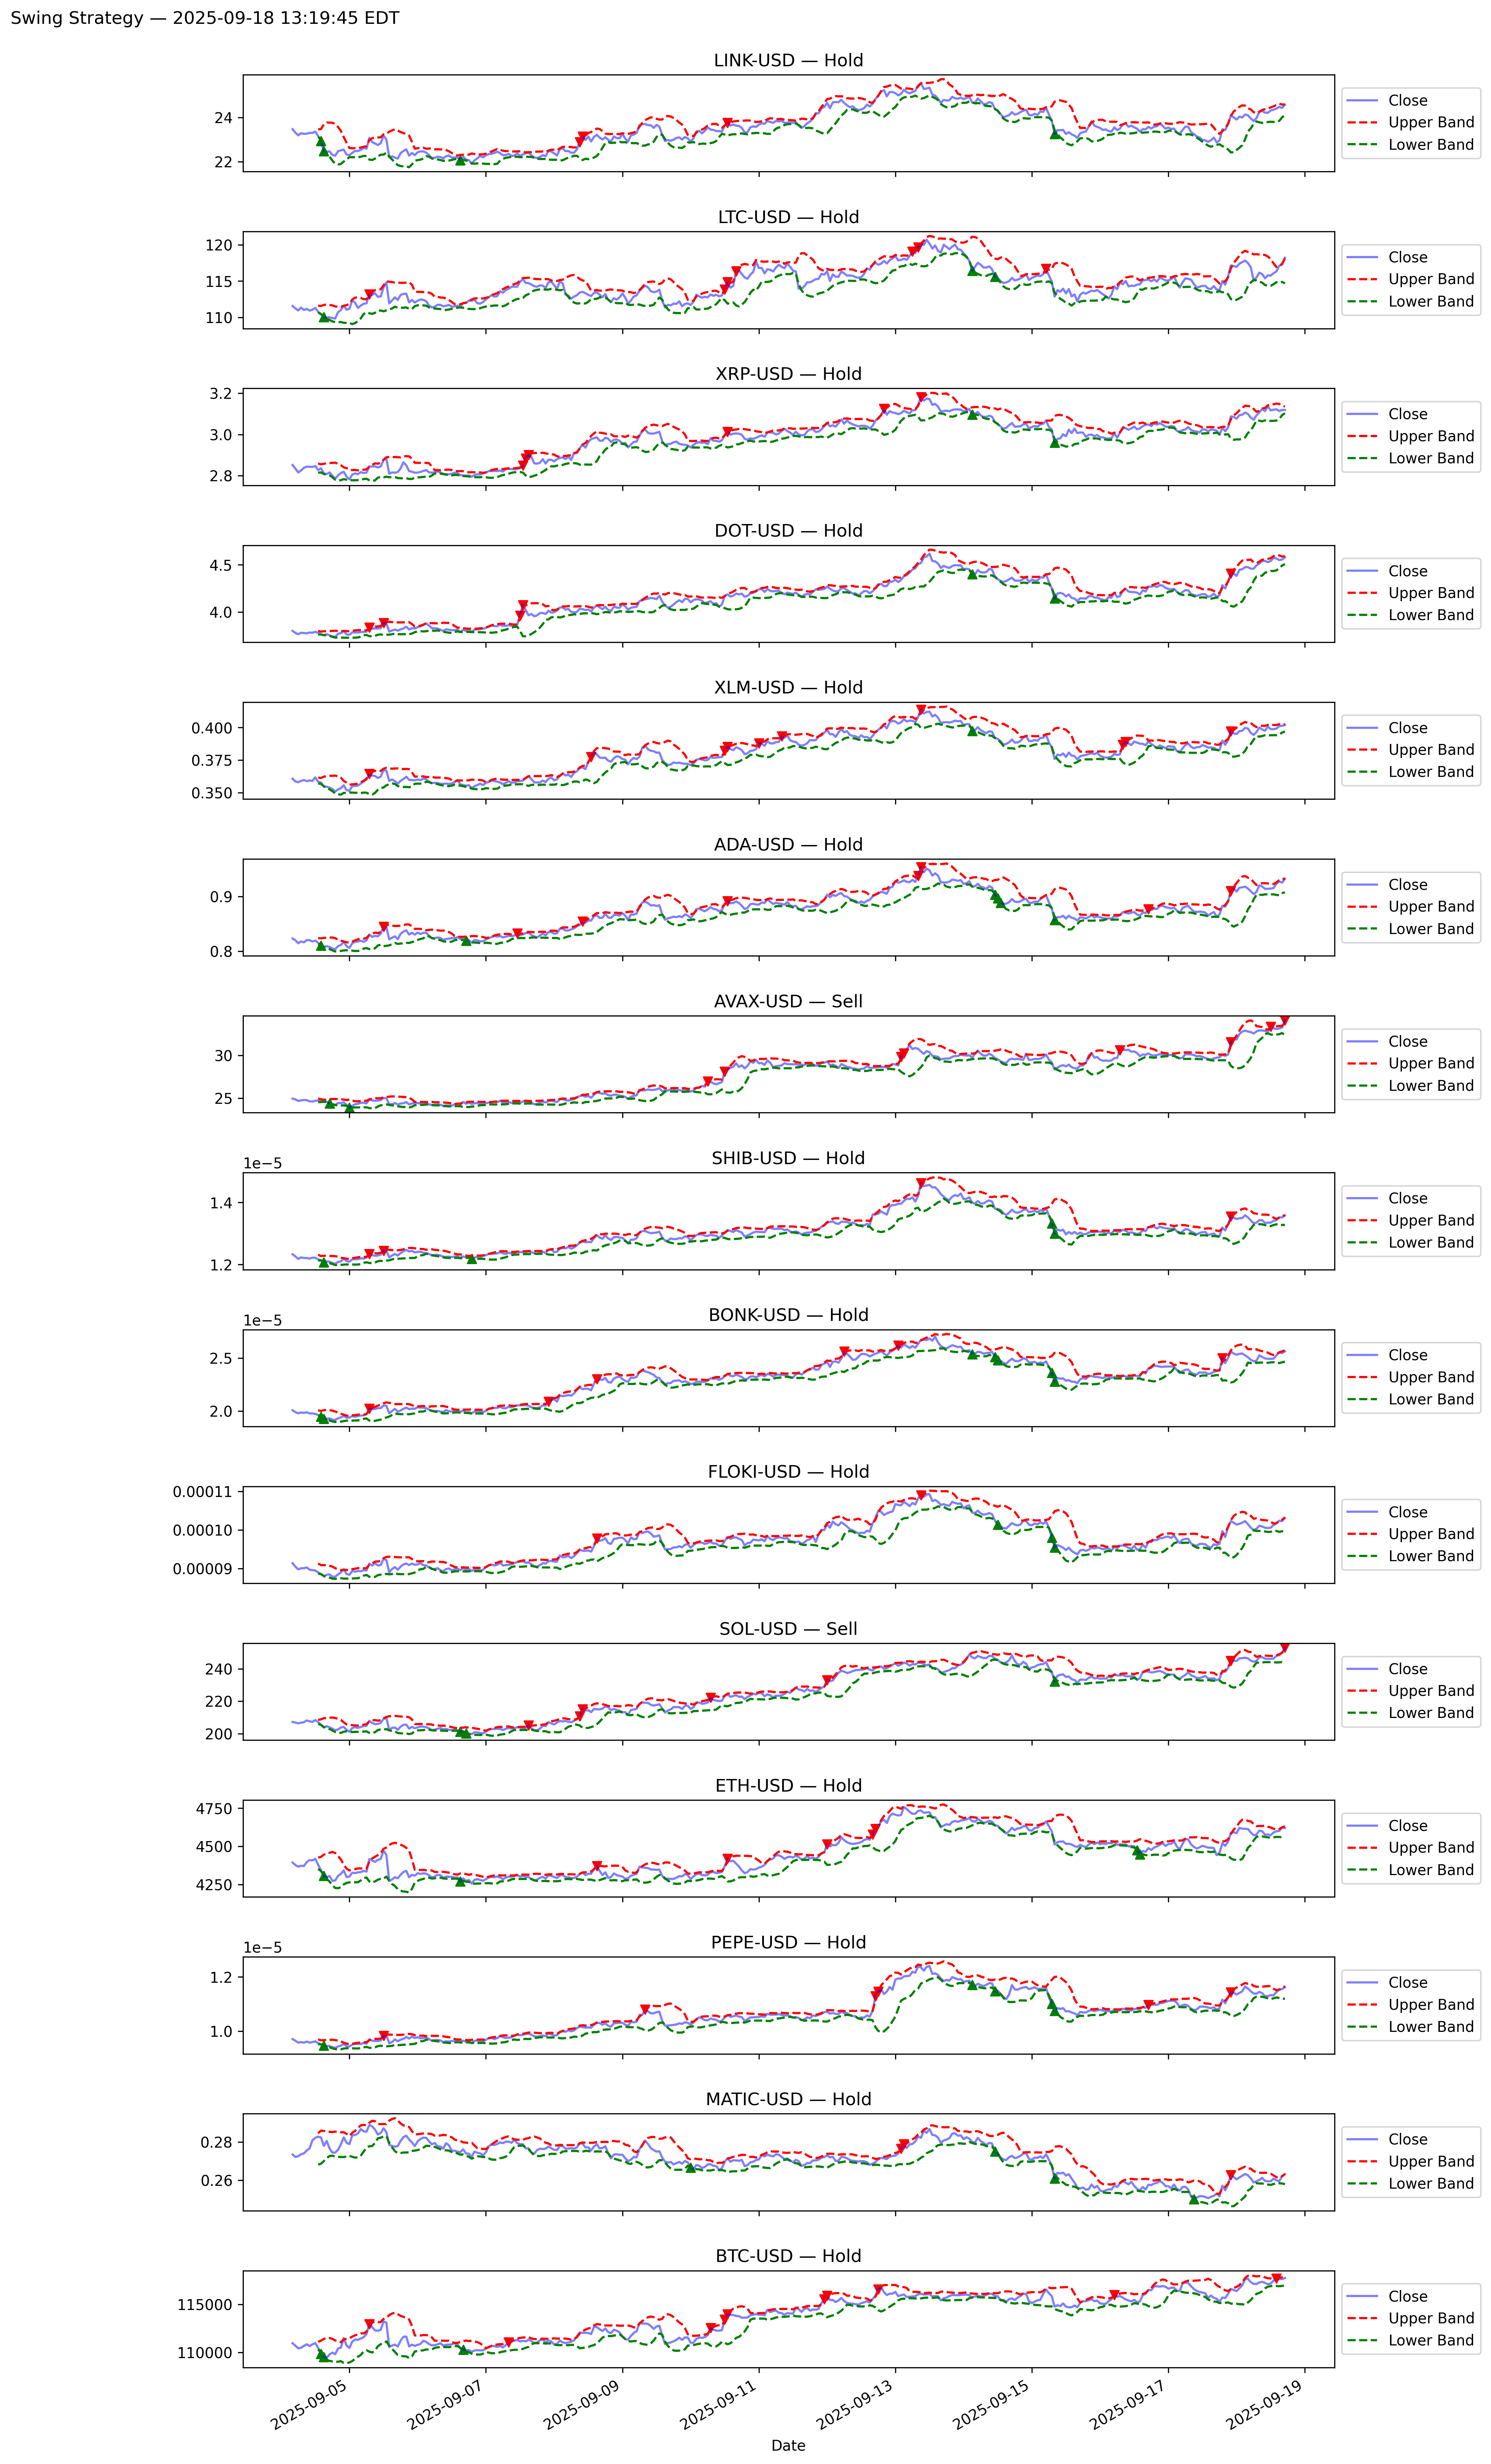 Swing Strategy — 2025-09-18 13:19:45 EDT
LINK-USD — Hold
24
22
Close
Upper Band
Lower Band
LTC-USD — Hold
120
115
110
Close
Upper Band
Lower Band
XRP-USD — Hold
3.2
3.0
2.8
Close
Upper Band
Lower Band
DOT-USD — Hold
4.5
4.0
Close
Upper Band
Lower Band
XLM-USD — Hold
0.400
0.375
0.350
Close
Upper Band
Lower Band
ADA-USD — Hold
0.9
0.8
Close
Upper Band
Lower Band
AVAX-USD — Sell
30
25
Close
Upper Band
Lower Band
SHIB-USD — Hold
1e−5
1.4
1.2
Close
Upper Band
Lower Band
BONK-USD — Hold
1e−5
2.5
2.0
Close
Upper Band
Lower Band
FLOKI-USD — Hold
0.00011
0.00010
0.00009
Close
Upper Band
Lower Band
SOL-USD — Sell
240
220
200
Close
Upper Band
Lower Band
ETH-USD — Hold
4750
4500
4250
Close
Upper Band
Lower Band
PEPE-USD — Hold
1e−5
1.2
1.0
Close
Upper Band
Lower Band
MATIC-USD — Hold
0.28
0.26
Close
Upper Band
Lower Band
BTC-USD — Hold
115000
110000
Close
Upper Band
Lower Band
2025-09-05
2025-09-07
2025-09-09
2025-09-11
2025-09-13
2025-09-15
2025-09-17
2025-09-19
Date